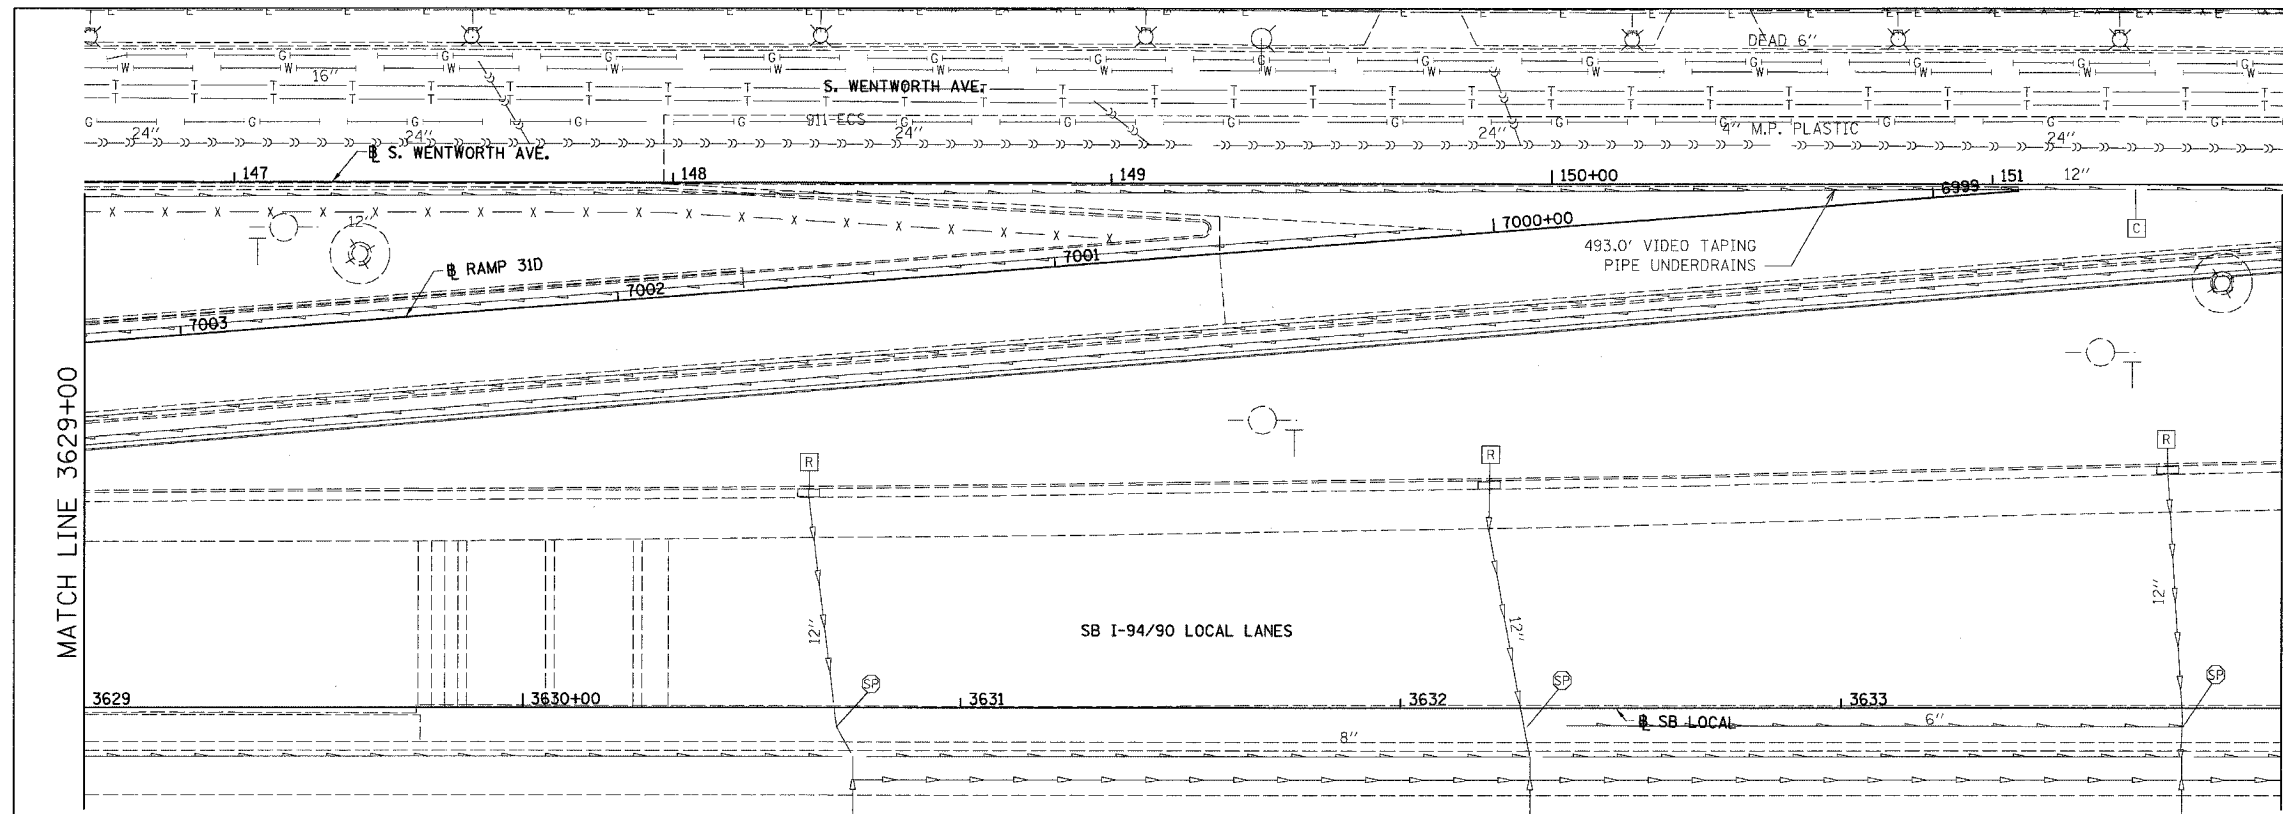 E E E E E E E E E E E E E E E E E
DEAD 6"
G G G G G G G G G G G G G G
W W W W W W W W W W W W W W
16"
S. WENTWORTH AVE.
T T T T T T T T T T T T T T T T T T T T T T T T T T T T
T T T T T T T T T T T T T T T T T T T T T T T T T T T T
G G G G G G G G G G G G G G
911 ECS
24" 24" 24" 24" 4" M.P. PLASTIC 24"
℄ S. WENTWORTH AVE.
147 148 149 150+00 151 12"
6999
X X X X X X X X X X X X X X X X X X X X
12"
7000+00
C
493.0' VIDEO TAPING
PIPE UNDERDRAINS
℄ RAMP 31D
7001
7002
7003
T T T T
MATCH LINE 3629+00
R R R
12" 12" 12"
SB I-94/90 LOCAL LANES
SP SP SP
3629 3630+00 3631 3632 3633
℄ SB LOCAL
6"
8"